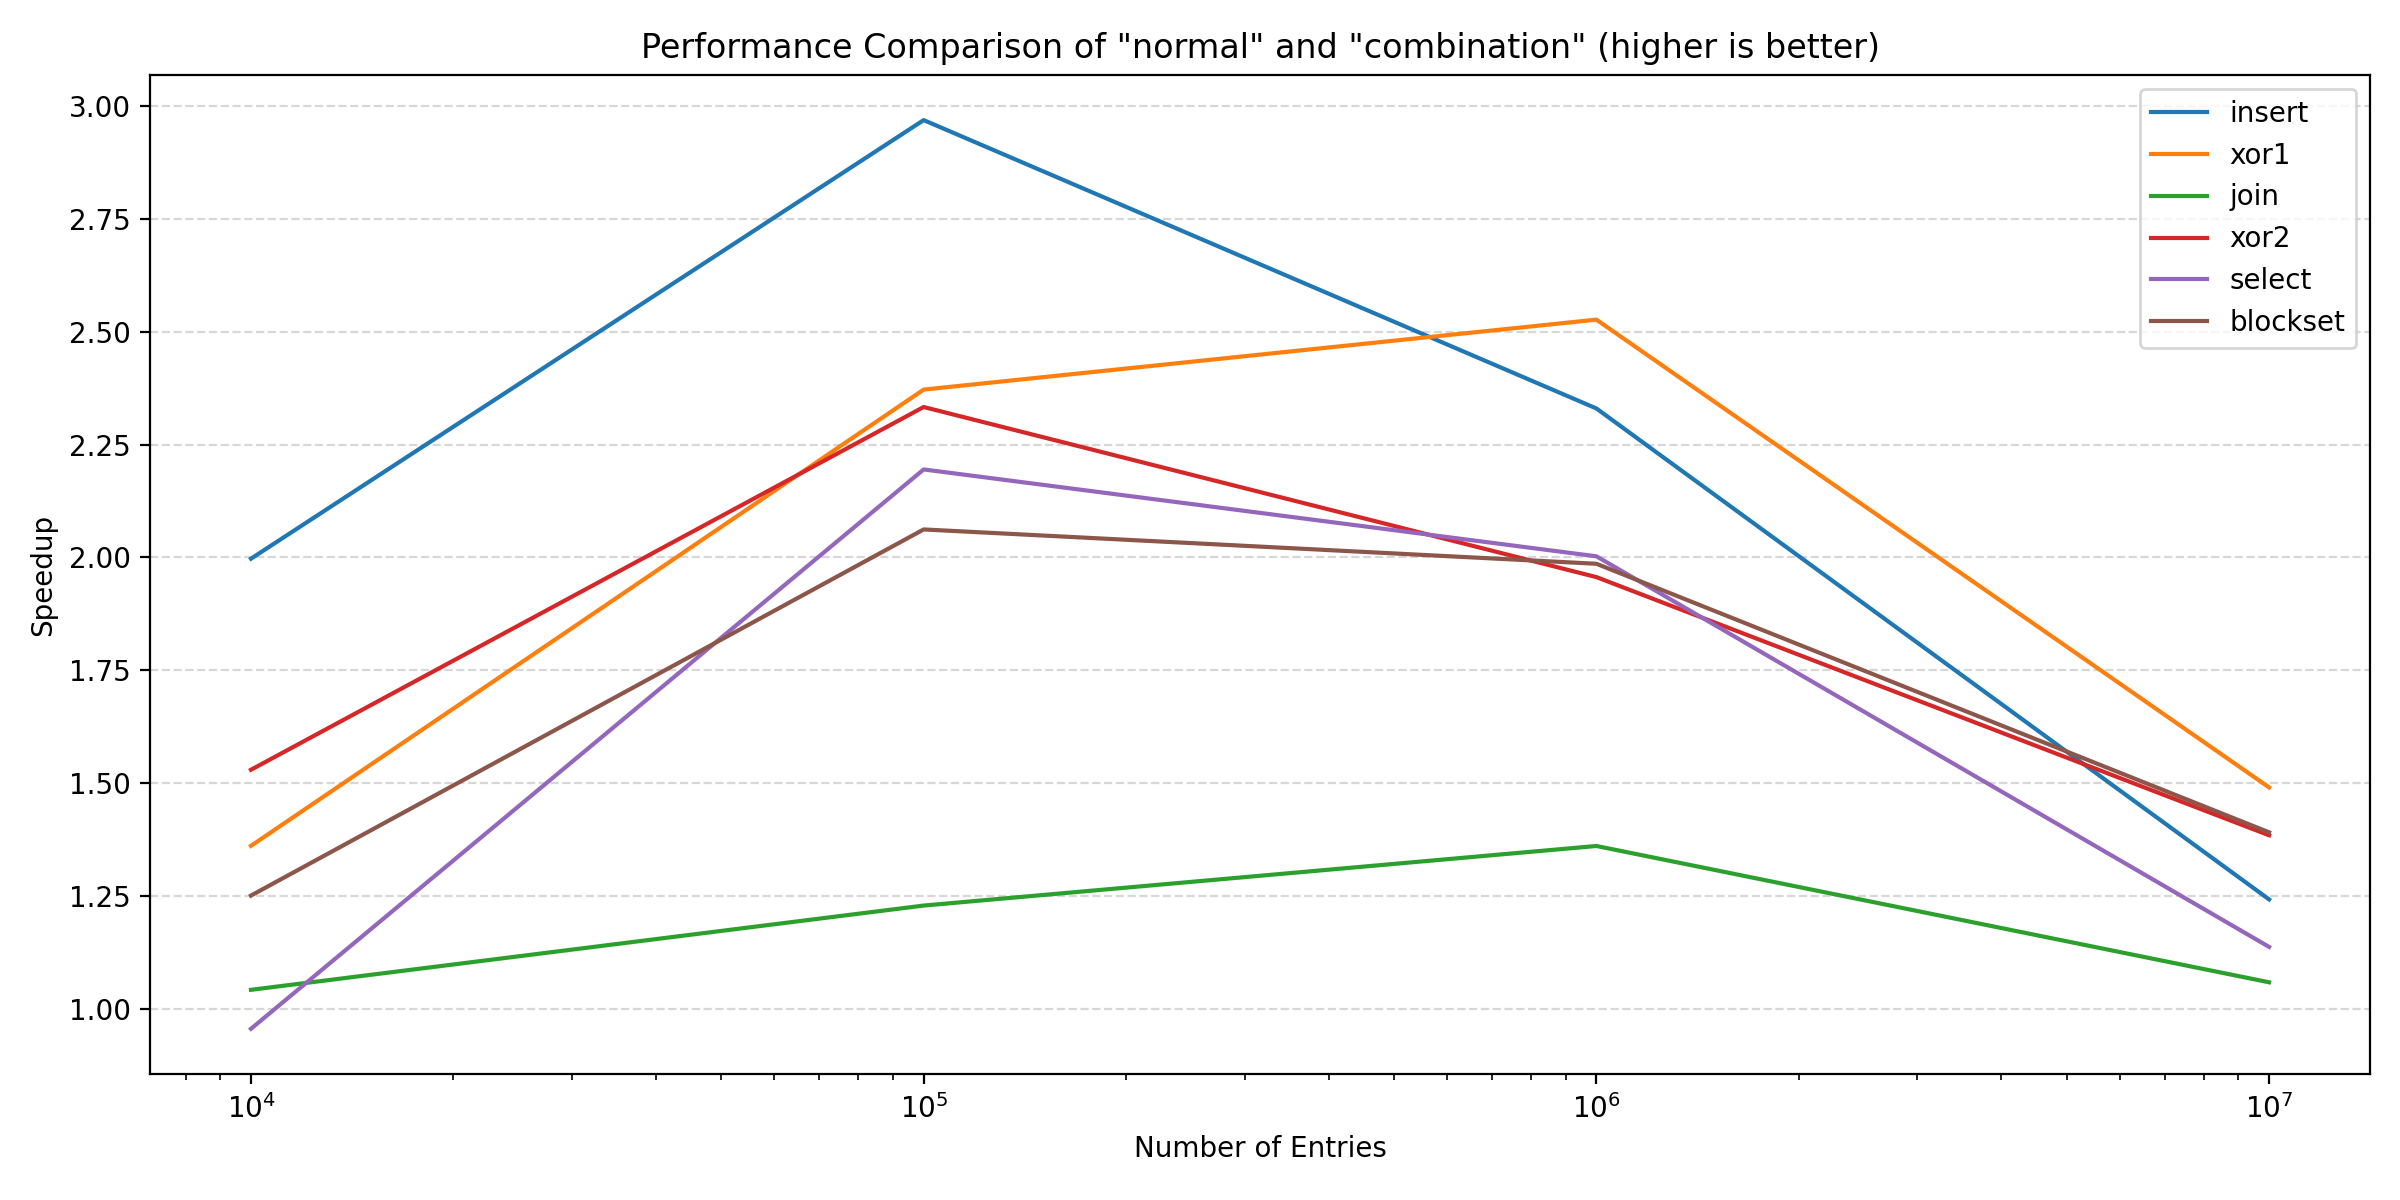 Performance Comparison of "normal" and "combination" (higher is better)
3.00
2.75
2.50
2.25
2.00
1.75
1.50
1.25
1.00
Speedup
insert
xor1
join
xor2
select
blockset
10⁴
10⁵
10⁶
10⁷
Number of Entries